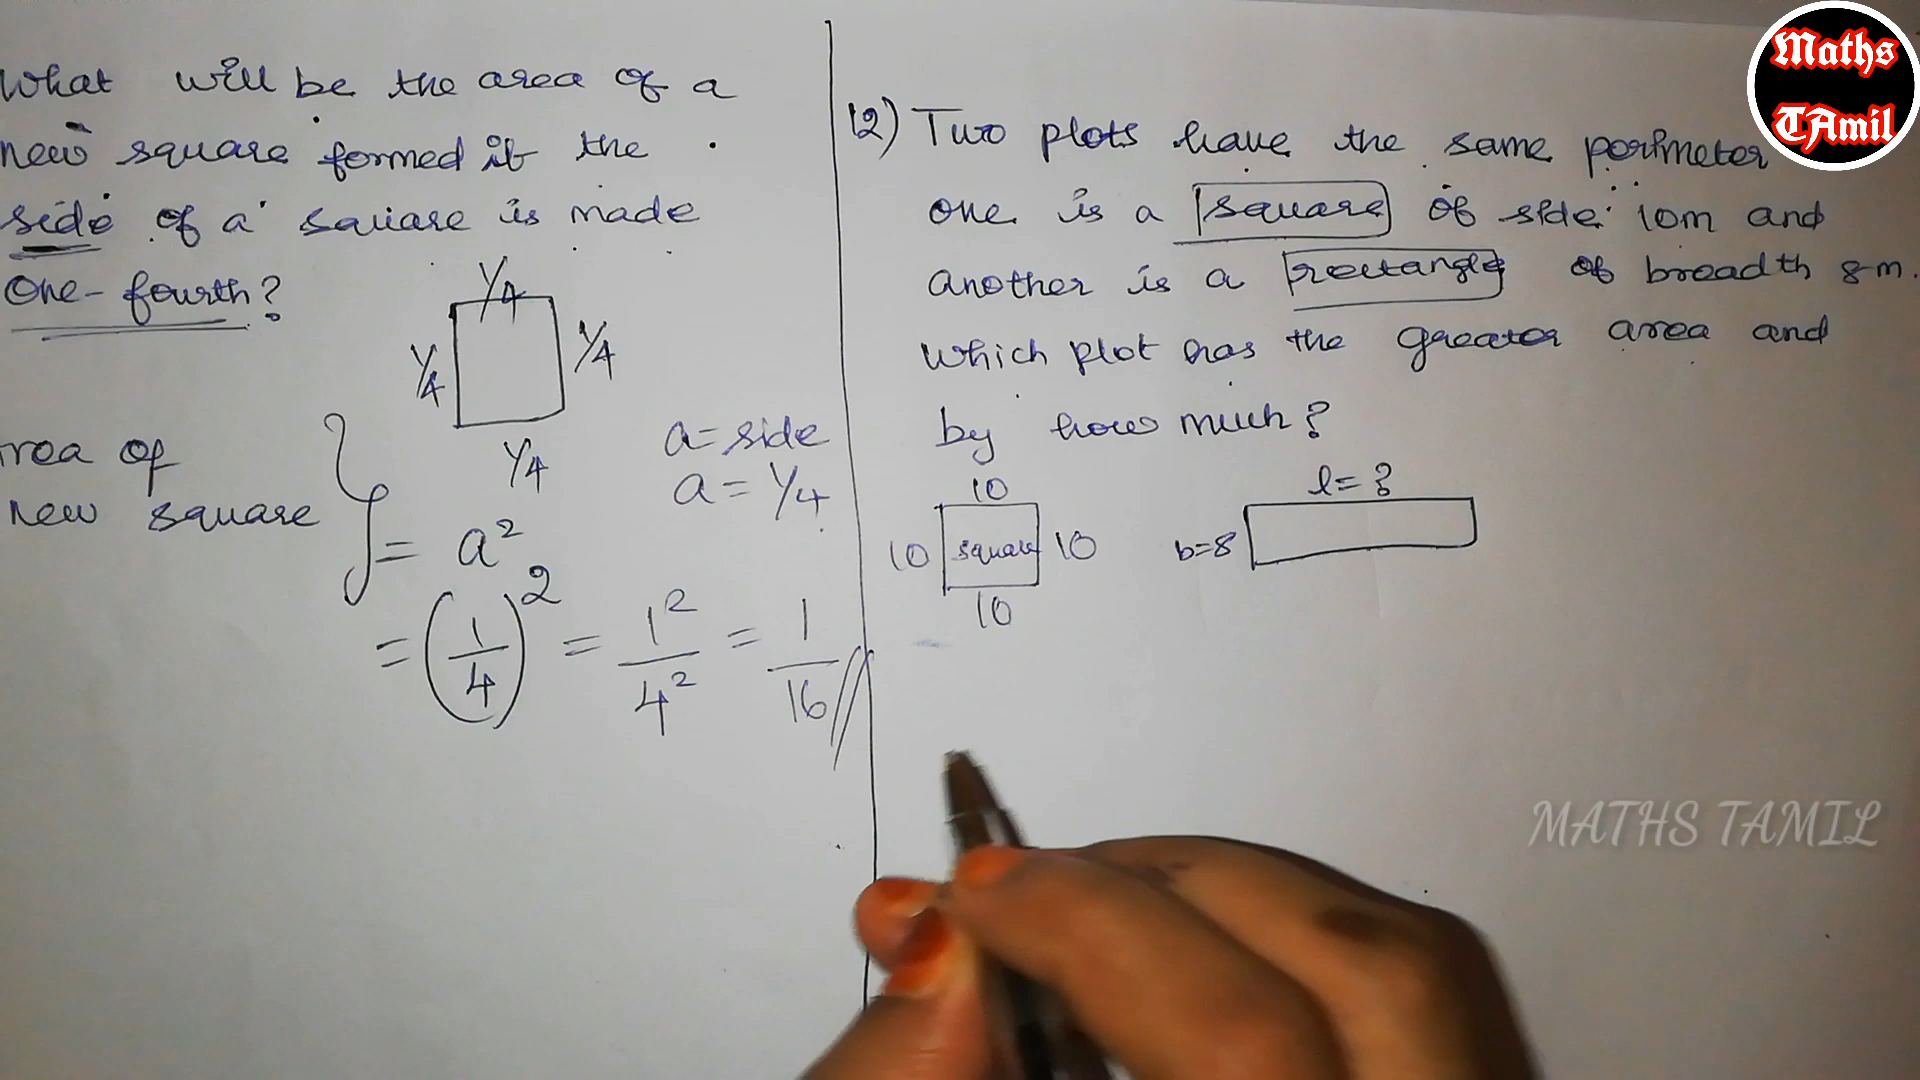 What will be the area of a
new square formed if the
side of a square is made
one-fourth?
1/4
1/4
1/4
1/4
a = side
a = 1/4
rea of
new square
= a²
= (1/4)² = 1²/4² = 1/16
12) Two plots have the same perimeter
one is a square of side 10m and
another is a rectangle of breadth 8m.
which plot has the greater area and
by how much?
10
10 square 10
10
l = ?
b=8
Maths
TAmil
MATHS TAMIL